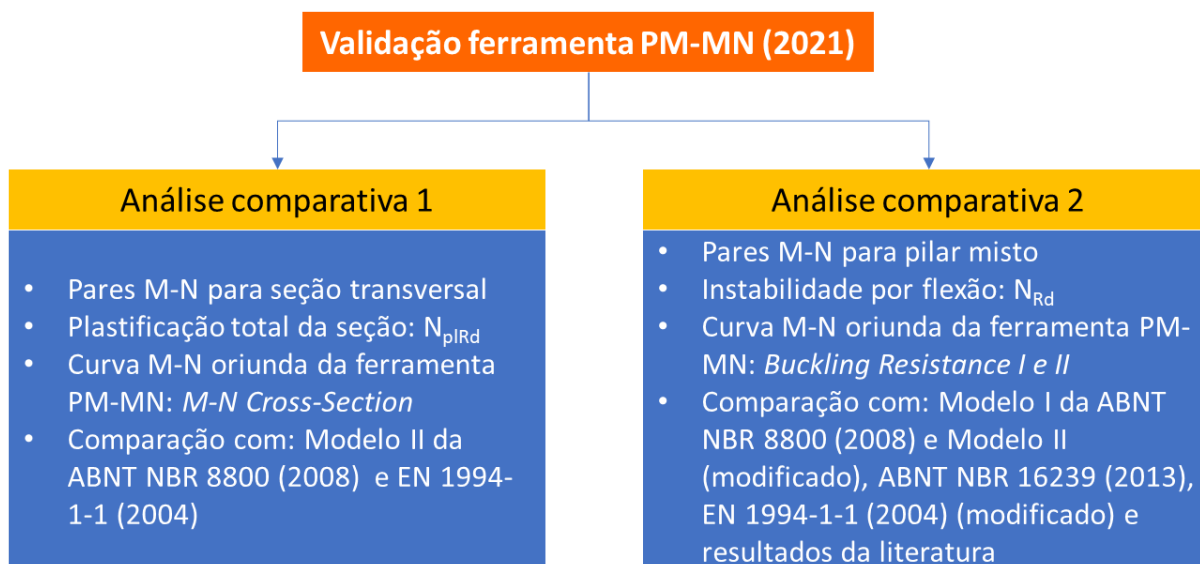 Validação ferramenta PM-MN (2021)
Análise comparativa 1
• Pares M-N para seção transversal
• Plastificação total da seção: NplRd
• Curva M-N oriunda da ferramenta
PM-MN: M-N Cross-Section
• Comparação com: Modelo II da
ABNT NBR 8800 (2008) e EN 1994-
1-1 (2004)
Análise comparativa 2
• Pares M-N para pilar misto
• Instabilidade por flexão: NRd
• Curva M-N oriunda da ferramenta PM-
MN: Buckling Resistance I e II
• Comparação com: Modelo I da ABNT
NBR 8800 (2008) e Modelo II
(modificado), ABNT NBR 16239 (2013),
EN 1994-1-1 (2004) (modificado) e
resultados da literatura